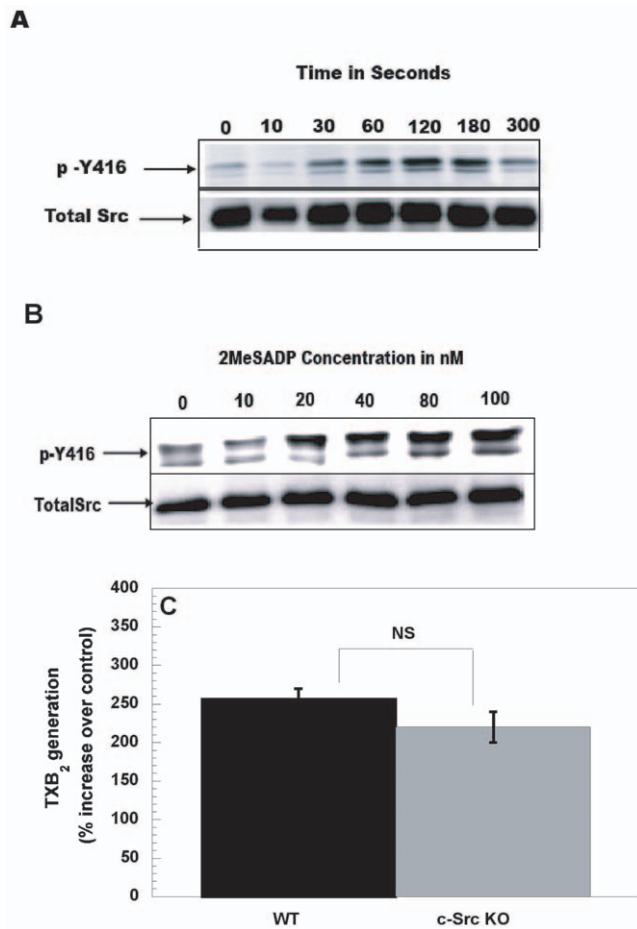 A
Time in Seconds
0 10 30 60 120 180 300
p -Y416
Total Src
B
2MeSADP Concentration in nM
0 10 20 40 80 100
p-Y416
TotalSrc
C
NS
TXB2 generation
(% increase over control)
400
350
300
250
200
150
100
50
0
WT c-Src KO